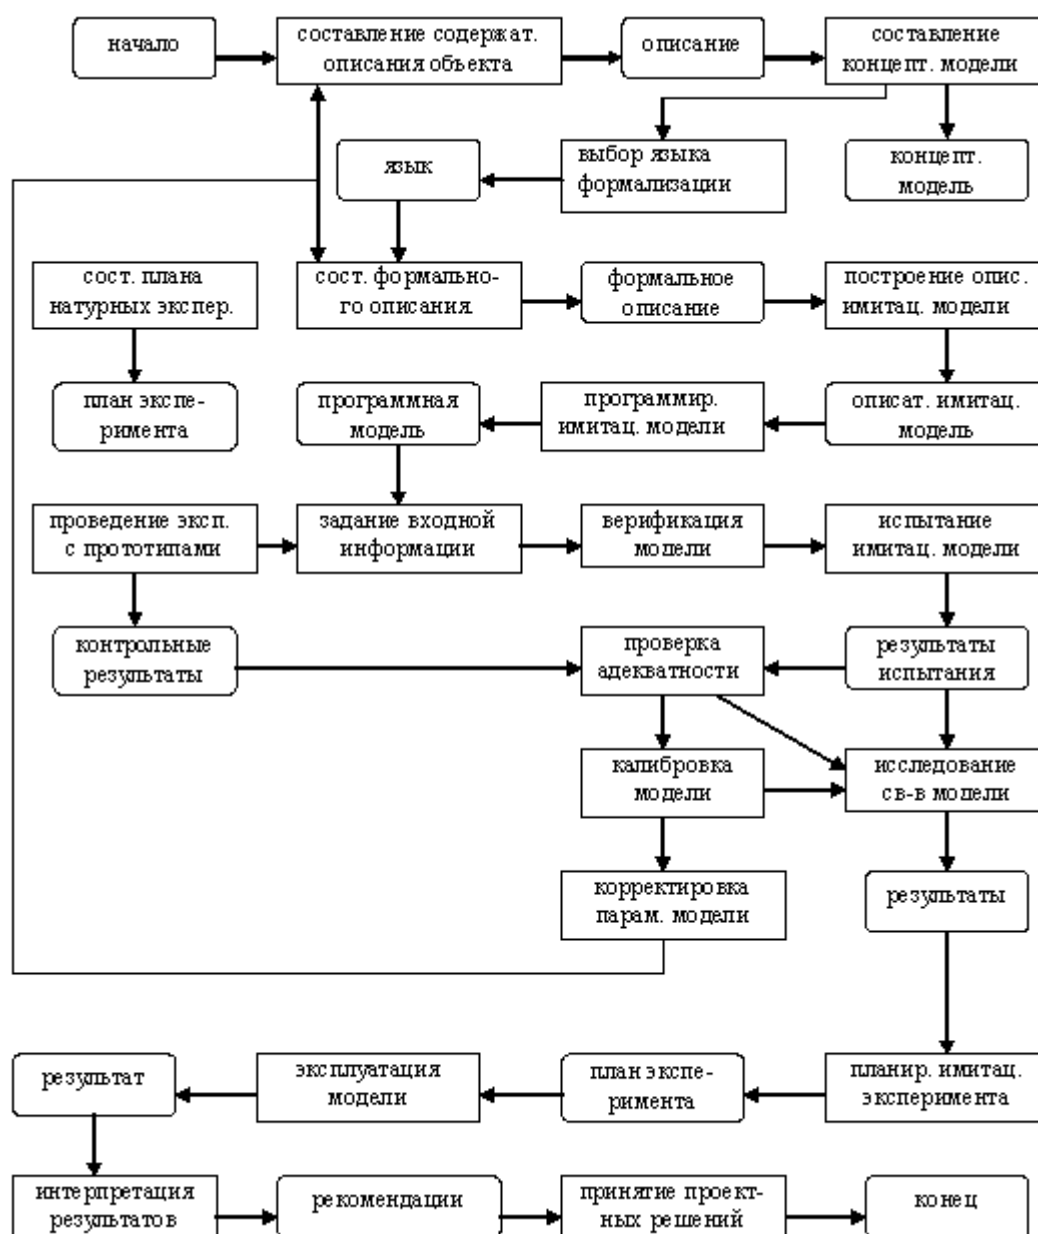 начало
составление содержат.
описания объекта
описание
составление
концепт. модели
язык
выбор языка
формализации
концепт.
модель
сост. плана
натурных экспер.
сост. формально-
го описания
формальное
описание
построение опис.
имитац. модели
план экспе-
римента
программная
модель
программир.
имитац. модели
описат. имитац.
модель
проведение эксп.
с прототипами
задание входной
информации
верификация
модели
испытание
имитац. модели
контрольные
результаты
проверка
адекватности
результаты
испытания
калибровка
модели
исследование
св-в модели
корректировка
парам. модели
результаты
результат
эксплуатация
модели
план экспе-
римента
планир. имитац.
эксперимента
интерпретация
результатов
рекомендации
принятие проект-
ных решений
конец